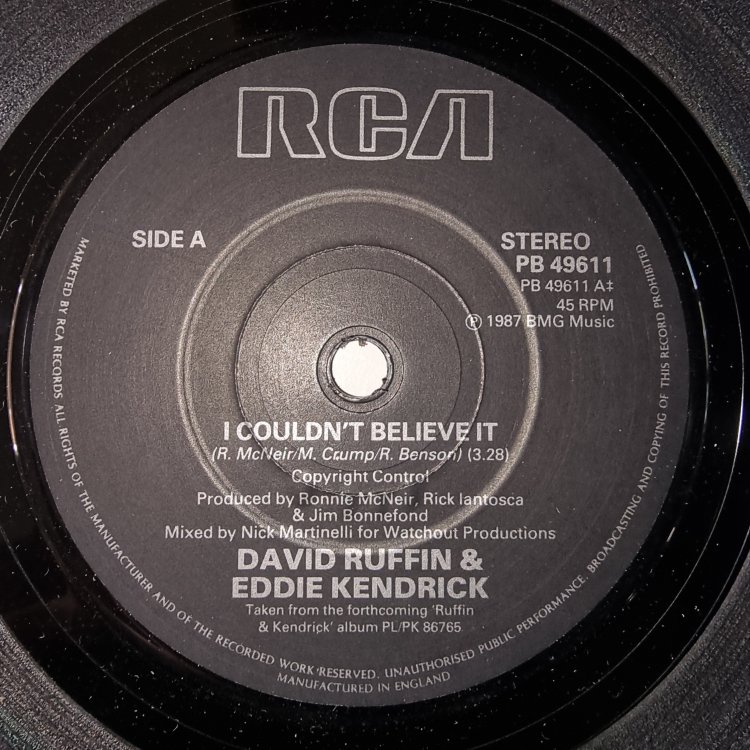 RCA
SIDE A
STEREO
PB 49611
PB 49611 A‡
45 RPM
℗ 1987 BMG Music
I COULDN'T BELIEVE IT
(R. McNeir/M. Crump/R. Benson) (3.28)
Copyright Control
Produced by Ronnie McNeir, Rick Iantosca
& Jim Bonnefond
Mixed by Nick Martinelli for Watchout Productions
DAVID RUFFIN &
EDDIE KENDRICK
Taken from the forthcoming 'Ruffin
& Kendrick' album PL/PK 86765
MARKETED BY RCA RECORDS ALL RIGHTS OF THE MANUFACTURER AND OF THE RECORDED WORK RESERVED. UNAUTHORISED PUBLIC PERFORMANCE. BROADCASTING AND COPYING OF THIS RECORD PROHIBITED
MANUFACTURED IN ENGLAND